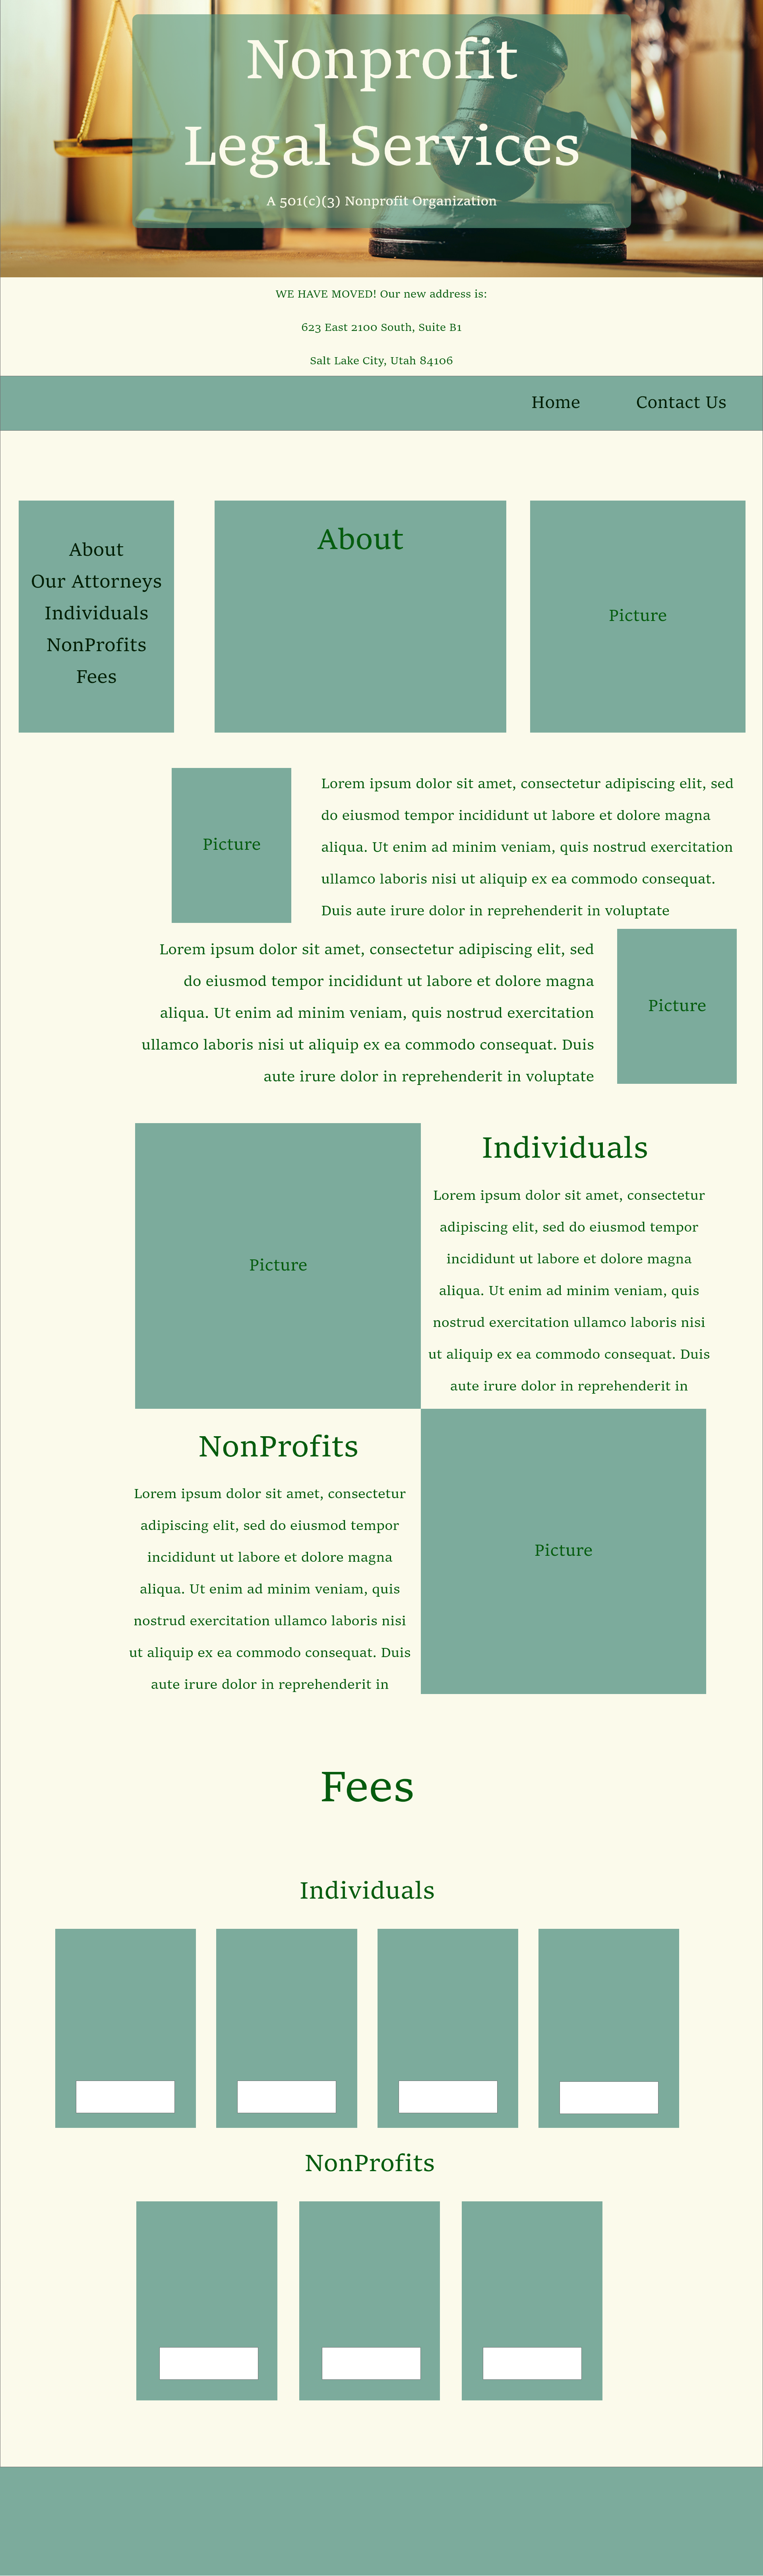 Nonprofit
Legal Services
A 501(c)(3) Nonprofit Organization
WE HAVE MOVED! Our new address is:
623 East 2100 South, Suite B1
Salt Lake City, Utah 84106
Home
Contact Us
About
Our Attorneys
Individuals
NonProfits
Fees
About
Picture
Picture
Lorem ipsum dolor sit amet, consectetur adipiscing elit, sed
do eiusmod tempor incididunt ut labore et dolore magna
aliqua. Ut enim ad minim veniam, quis nostrud exercitation
ullamco laboris nisi ut aliquip ex ea commodo consequat.
Duis aute irure dolor in reprehenderit in voluptate
Lorem ipsum dolor sit amet, consectetur adipiscing elit, sed
do eiusmod tempor incididunt ut labore et dolore magna
aliqua. Ut enim ad minim veniam, quis nostrud exercitation
ullamco laboris nisi ut aliquip ex ea commodo consequat. Duis
aute irure dolor in reprehenderit in voluptate
Picture
Picture
Individuals
Lorem ipsum dolor sit amet, consectetur
adipiscing elit, sed do eiusmod tempor
incididunt ut labore et dolore magna
aliqua. Ut enim ad minim veniam, quis
nostrud exercitation ullamco laboris nisi
ut aliquip ex ea commodo consequat. Duis
aute irure dolor in reprehenderit in
NonProfits
Lorem ipsum dolor sit amet, consectetur
adipiscing elit, sed do eiusmod tempor
incididunt ut labore et dolore magna
aliqua. Ut enim ad minim veniam, quis
nostrud exercitation ullamco laboris nisi
ut aliquip ex ea commodo consequat. Duis
aute irure dolor in reprehenderit in
Picture
Fees
Individuals
NonProfits